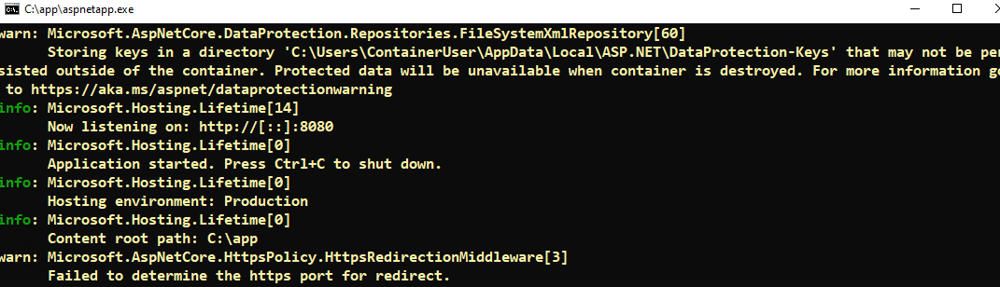 C:\app\aspnetapp.exe
warn: Microsoft.AspNetCore.DataProtection.Repositories.FileSystemXmlRepository[60]
Storing keys in a directory 'C:\Users\ContainerUser\AppData\Local\ASP.NET\DataProtection-Keys' that may not be per
sisted outside of the container. Protected data will be unavailable when container is destroyed. For more information go
to https://aka.ms/aspnet/dataprotectionwarning
info: Microsoft.Hosting.Lifetime[14]
Now listening on: http://[::]:8080
info: Microsoft.Hosting.Lifetime[0]
Application started. Press Ctrl+C to shut down.
info: Microsoft.Hosting.Lifetime[0]
Hosting environment: Production
info: Microsoft.Hosting.Lifetime[0]
Content root path: C:\app
warn: Microsoft.AspNetCore.HttpsPolicy.HttpsRedirectionMiddleware[3]
Failed to determine the https port for redirect.